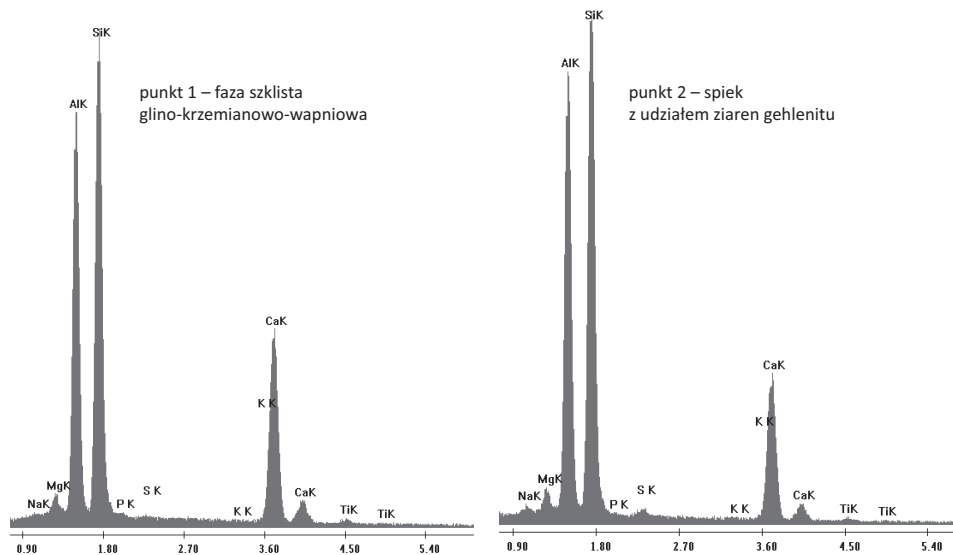 SiK
AlK
punkt 1 – faza szklista
glino-krzemianowo-wapniowa
CaK
K K
MgK
NaK
P K
S K
K K
CaK
TiK
TiK
0.90 1.80 2.70 3.60 4.50 5.40
SiK
AlK
punkt 2 – spiek
z udziałem ziaren gehlenitu
CaK
K K
MgK
NaK
P K
S K
K K
CaK
TiK
TiK
0.90 1.80 2.70 3.60 4.50 5.40